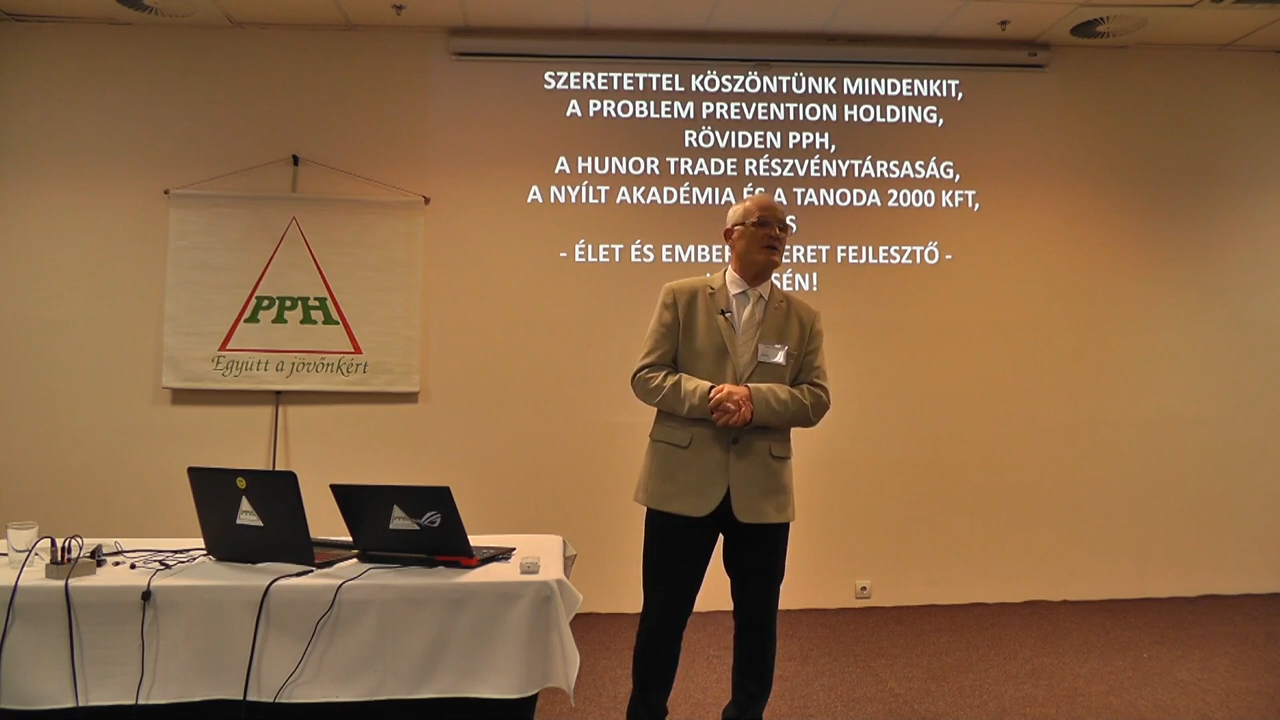 SZERETETTEL KÖSZÖNTÜNK MINDENKIT,
A PROBLEM PREVENTION HOLDING,
RÖVIDEN PPH,
A HUNOR TRADE RÉSZVÉNYTÁRSASÁG,
A NYÍLT AKADÉMIA ÉS A TANODA 2000 KFT,
- ÉLET ÉS FEJLESZTŐ -
PPH
Együtt a jövőnkért